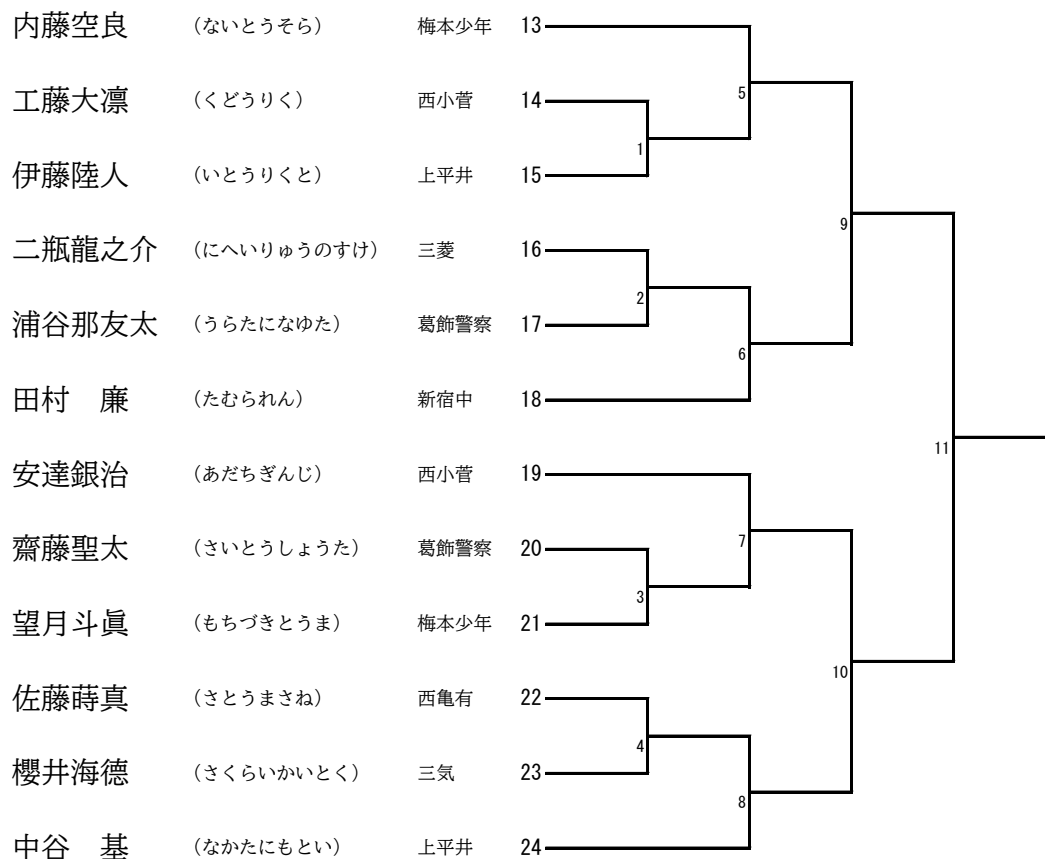 内藤空良 （ないとうそら） 梅本少年 13
5
工藤大凛 （くどうりく） 西小菅 14
1
伊藤陸人 （いとうりくと） 上平井 15
9
二瓶龍之介 （にへいりゅうのすけ） 三菱 16
2
浦谷那友太 （うらたになゆた） 葛飾警察 17
6
田村　廉 （たむられん） 新宿中 18
11
安達銀治 （あだちぎんじ） 西小菅 19
7
齋藤聖太 （さいとうしょうた） 葛飾警察 20
3
望月斗眞 （もちづきとうま） 梅本少年 21
10
佐藤蒔真 （さとうまさね） 西亀有 22
4
櫻井海德 （さくらいかいとく） 三気 23
8
中谷　基 （なかたにもとい） 上平井 24